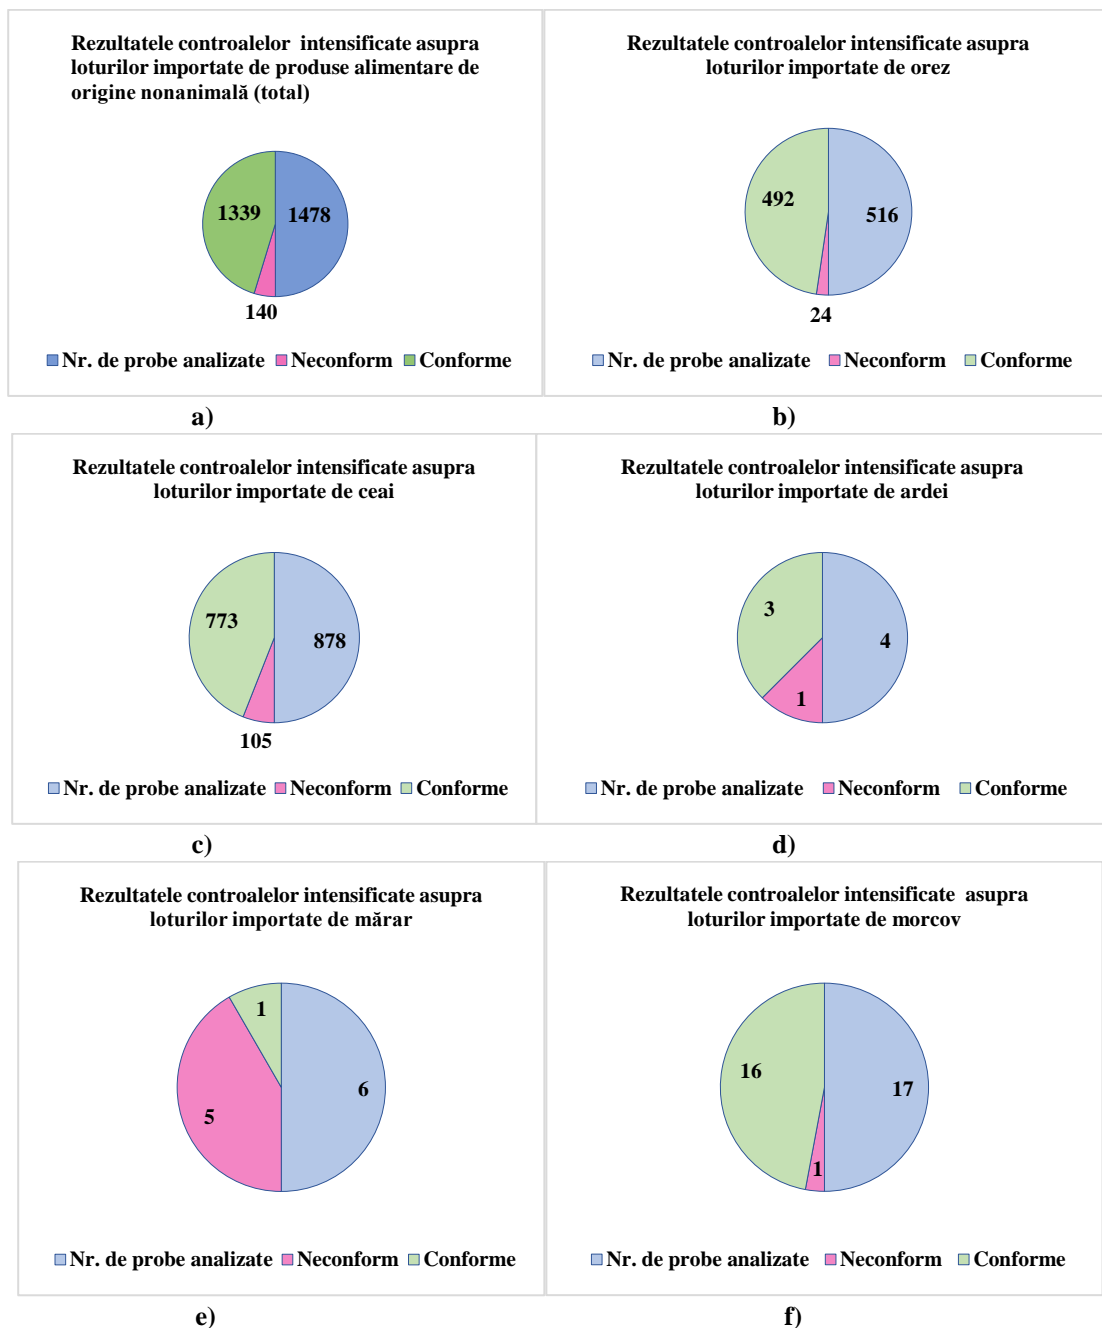 Rezultatele controalelor intensificate asupra
loturilor importate de produse alimentare de
origine nonanimală (total)
1339
1478
140
Nr. de probe analizate Neconform Conforme
a)
Rezultatele controalelor intensificate asupra
loturilor importate de orez
492
516
24
Nr. de probe analizate Neconform Conforme
b)
Rezultatele controalelor intensificate asupra
loturilor importate de ceai
773
878
105
Nr. de probe analizate Neconform Conforme
c)
Rezultatele controalelor intensificate asupra
loturilor importate de ardei
3
4
1
Nr. de probe analizate Neconform Conforme
d)
Rezultatele controalelor intensificate asupra
loturilor importate de mărar
1
6
5
Nr. de probe analizate Neconform Conforme
e)
Rezultatele controalelor intensificate asupra
loturilor importate de morcov
16
17
1
Nr. de probe analizate Neconform Conforme
f)